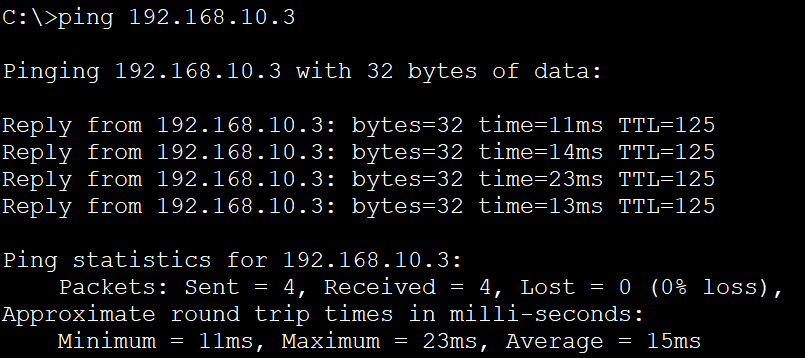 C:\>ping 192.168.10.3
Pinging 192.168.10.3 with 32 bytes of data:
Reply from 192.168.10.3: bytes=32 time=11ms TTL=125
Reply from 192.168.10.3: bytes=32 time=14ms TTL=125
Reply from 192.168.10.3: bytes=32 time=23ms TTL=125
Reply from 192.168.10.3: bytes=32 time=13ms TTL=125
Ping statistics for 192.168.10.3:
Packets: Sent = 4, Received = 4, Lost = 0 (0% loss),
Approximate round trip times in milli-seconds:
Minimum = 11ms, Maximum = 23ms, Average = 15ms